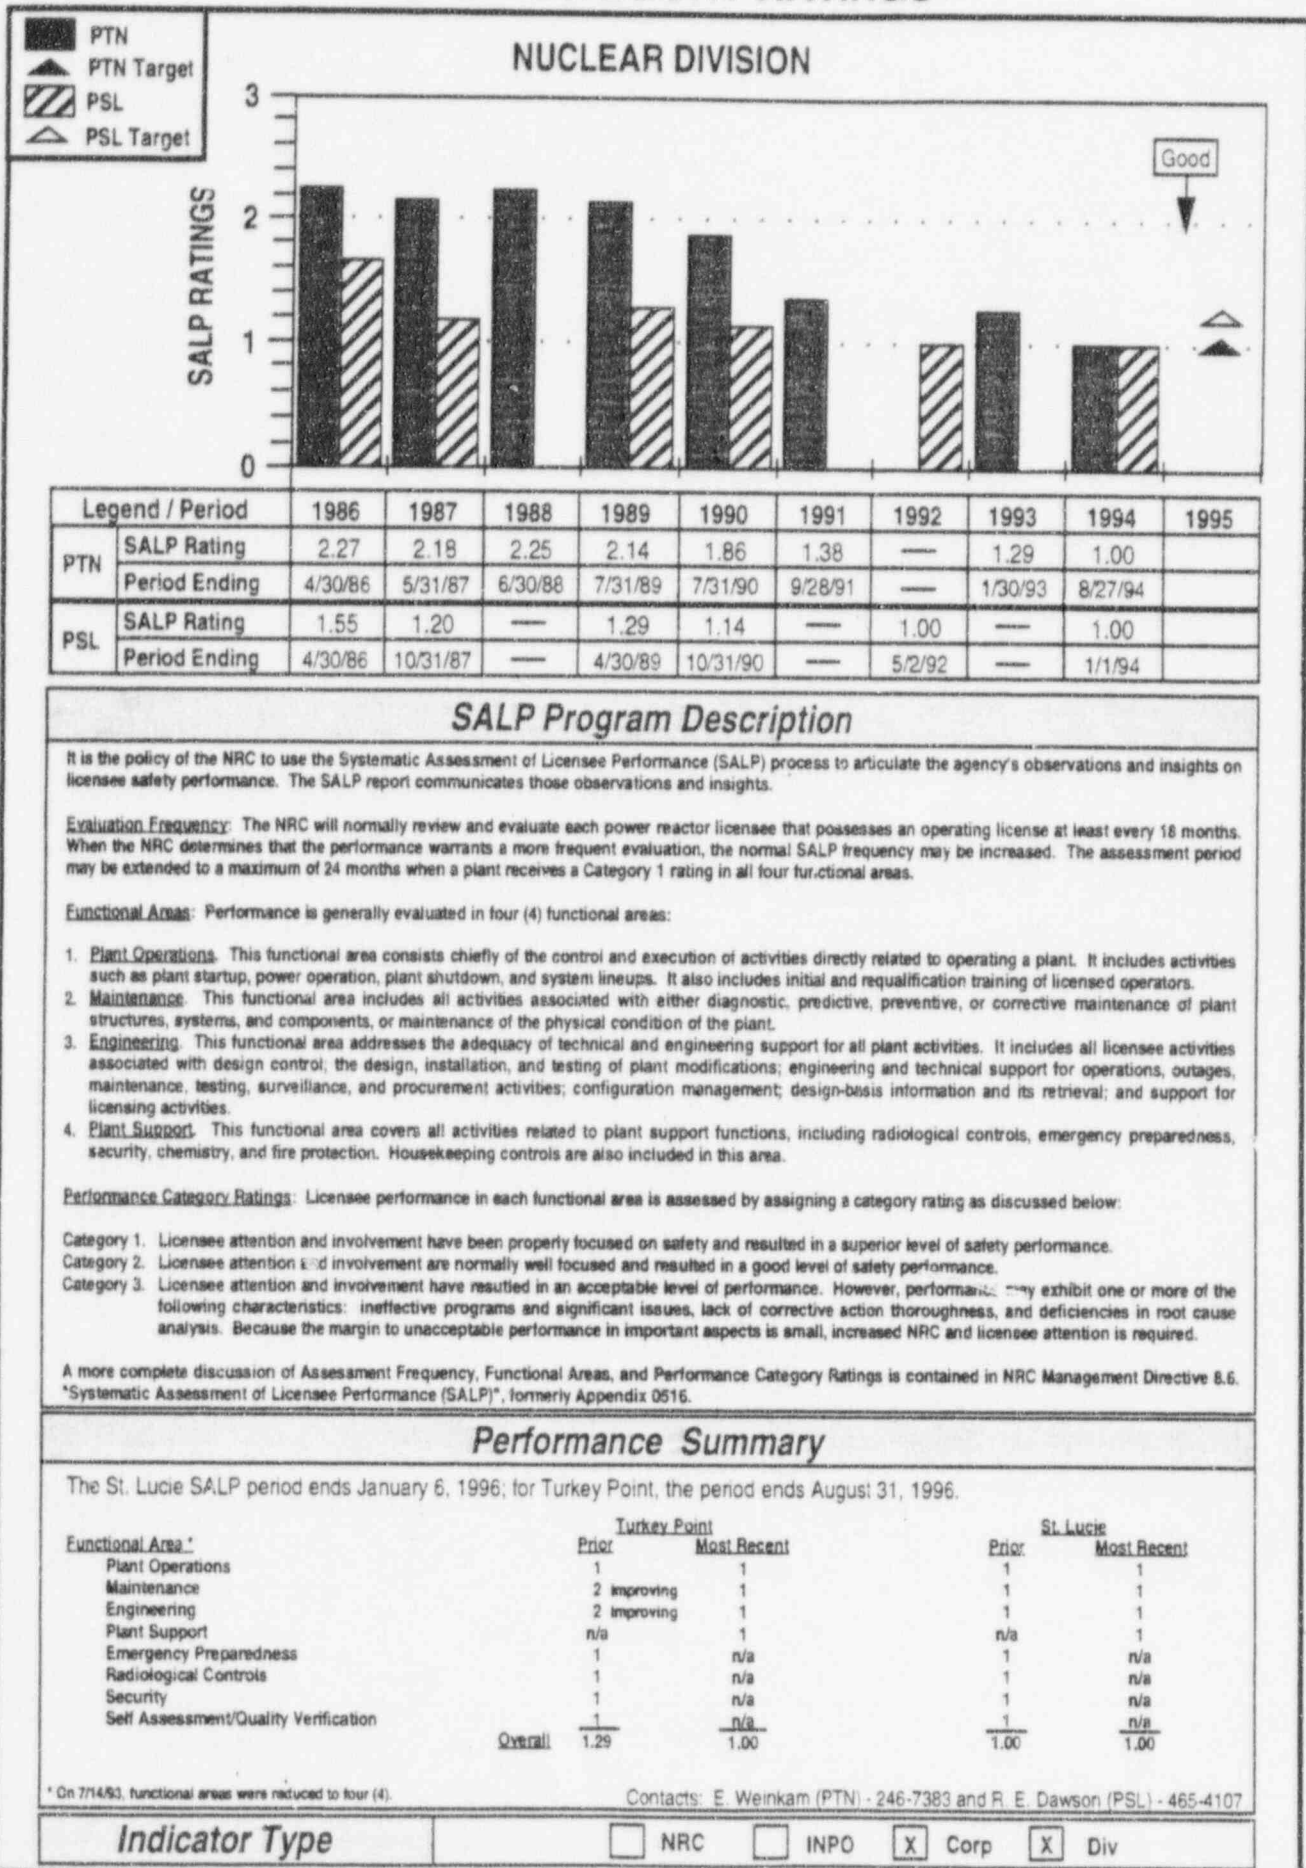 PTN
PTN Target
PSL
PSL Target
NUCLEAR DIVISION
SALP RATINGS
3
2
1
0
Good
Legend / Period 1986 1987 1988 1989 1990 1991 1992 1993 1994 1995
PTN
SALP Rating 2.27 2.18 2.25 2.14 1.86 1.38 — 1.29 1.00
Period Ending 4/30/86 5/31/87 6/30/88 7/31/89 7/31/90 9/28/91 — 1/30/93 8/27/94
PSL
SALP Rating 1.55 1.20 — 1.29 1.14 — 1.00 — 1.00
Period Ending 4/30/86 10/31/87 — 4/30/89 10/31/90 — 5/2/92 — 1/1/94
SALP Program Description
It is the policy of the NRC to use the Systematic Assessment of Licensee Performance (SALP) process to articulate the agency's observations and insights on
licensee safety performance. The SALP report communicates those observations and insights.
Evaluation Frequency: The NRC will normally review and evaluate each power reactor licensee that possesses an operating license at least every 18 months.
When the NRC determines that the performance warrants a more frequent evaluation, the normal SALP frequency may be increased. The assessment period
may be extended to a maximum of 24 months when a plant receives a Category 1 rating in all four functional areas.
Functional Areas: Performance is generally evaluated in four (4) functional areas:
1. Plant Operations. This functional area consists chiefly of the control and execution of activities directly related to operating a plant. It includes activities
such as plant startup, power operation, plant shutdown, and system lineups. It also includes initial and requalification training of licensed operators.
2. Maintenance. This functional area includes all activities associated with either diagnostic, predictive, preventive, or corrective maintenance of plant
structures, systems, and components, or maintenance of the physical condition of the plant.
3. Engineering. This functional area addresses the adequacy of technical and engineering support for all plant activities. It includes all licensee activities
associated with design control; the design, installation, and testing of plant modifications; engineering and technical support for operations, outages,
maintenance, testing, surveillance, and procurement activities; configuration management; design-basis information and its retrieval; and support for
licensing activities.
4. Plant Support. This functional area covers all activities related to plant support functions, including radiological controls, emergency preparedness,
security, chemistry, and fire protection. Housekeeping controls are also included in this area.
Performance Category Ratings: Licensee performance in each functional area is assessed by assigning a category rating as discussed below:
Category 1. Licensee attention and involvement have been properly focused on safety and resulted in a superior level of safety performance.
Category 2. Licensee attention d involvement are normally well focused and resulted in a good level of safety performance.
Category 3. Licensee attention and involvement have resulted in an acceptable level of performance. However, exhibit one or more of the
following characteristics: ineffective programs and significant issues, lack of corrective action thoroughness, and deficiencies in root cause
analysis. Because the margin to unacceptable performance in important aspects is small, increased NRC and licensee attention is required.
A more complete discussion of Assessment Frequency, Functional Areas, and Performance Category Ratings is contained in NRC Management Directive 8.6.
"Systematic Assessment of Licensee Performance (SALP)", formerly Appendix 0516.
Performance Summary
The St. Lucie SALP period ends January 6, 1996; for Turkey Point, the period ends August 31, 1996.
Turkey Point St. Lucie
Functional Area * Prior Most Recent Prior Most Recent
Plant Operations 1 1 1 1
Maintenance 2 Improving 1 1 1
Engineering 2 Improving 1 1 1
Plant Support n/a 1 n/a 1
Emergency Preparedness 1 n/a 1 n/a
Radiological Controls 1 n/a 1 n/a
Security 1 n/a 1 n/a
Self Assessment/Quality Verification 1 n/a 1 n/a
Overall 1.29 1.00 1.00 1.00
* On 7/14/93, functional areas were reduced to four (4).
Contacts: E. Weinkam (PTN) - 246-7383 and R. E. Dawson (PSL) - 465-4107
Indicator Type NRC INPO X Corp X Div